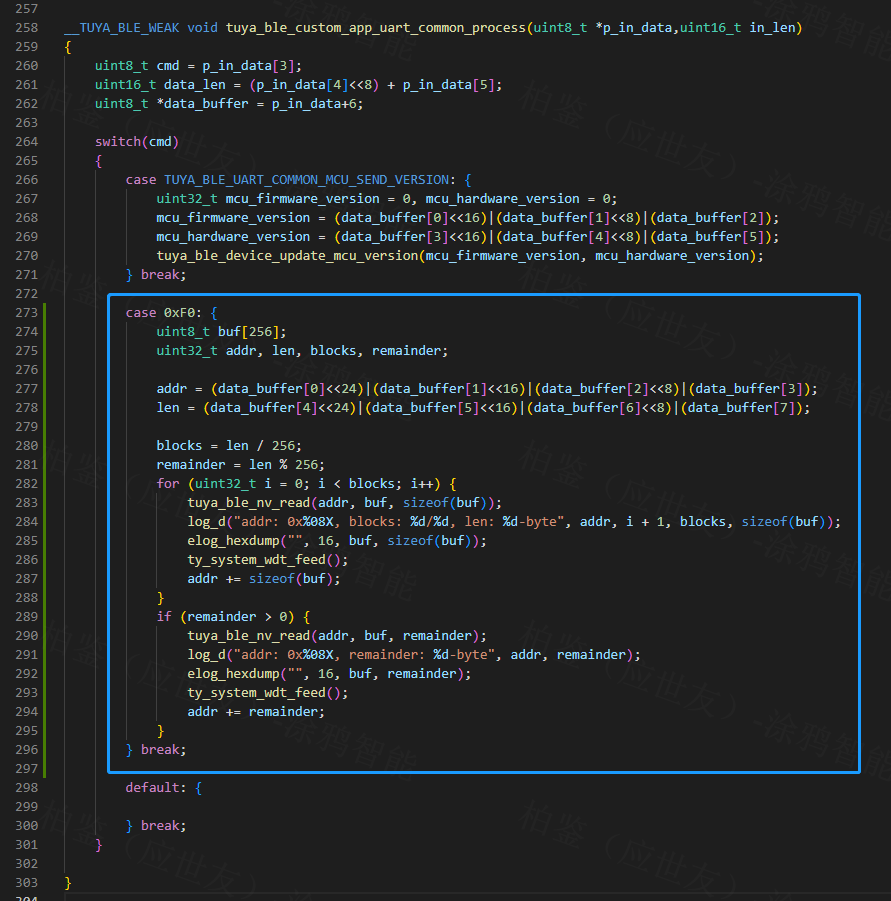 257
258 __TUYA_BLE_WEAK void tuya_ble_custom_app_uart_common_process(uint8_t *p_in_data,uint16_t in_len)
259 {
260     uint8_t cmd = p_in_data[3];
261     uint16_t data_len = (p_in_data[4]<<8) + p_in_data[5];
262     uint8_t *data_buffer = p_in_data+6;
263
264     switch(cmd)
265     {
266         case TUYA_BLE_UART_COMMON_MCU_SEND_VERSION: {
267             uint32_t mcu_firmware_version = 0, mcu_hardware_version = 0;
268             mcu_firmware_version = (data_buffer[0]<<16)|(data_buffer[1]<<8)|(data_buffer[2]);
269             mcu_hardware_version = (data_buffer[3]<<16)|(data_buffer[4]<<8)|(data_buffer[5]);
270             tuya_ble_device_update_mcu_version(mcu_firmware_version, mcu_hardware_version);
271         } break;
272
273         case 0xF0: {
274             uint8_t buf[256];
275             uint32_t addr, len, blocks, remainder;
276
277             addr = (data_buffer[0]<<24)|(data_buffer[1]<<16)|(data_buffer[2]<<8)|(data_buffer[3]);
278             len = (data_buffer[4]<<24)|(data_buffer[5]<<16)|(data_buffer[6]<<8)|(data_buffer[7]);
279
280             blocks = len / 256;
281             remainder = len % 256;
282             for (uint32_t i = 0; i < blocks; i++) {
283                 tuya_ble_nv_read(addr, buf, sizeof(buf));
284                 log_d("addr: 0x%08X, blocks: %d/%d, len: %d-byte", addr, i + 1, blocks, sizeof(buf));
285                 elog_hexdump("", 16, buf, sizeof(buf));
286                 ty_system_wdt_feed();
287                 addr += sizeof(buf);
288             }
289             if (remainder > 0) {
290                 tuya_ble_nv_read(addr, buf, remainder);
291                 log_d("addr: 0x%08X, remainder: %d-byte", addr, remainder);
292                 elog_hexdump("", 16, buf, remainder);
293                 ty_system_wdt_feed();
294                 addr += remainder;
295             }
296         } break;
297
298         default: {
299
300         } break;
301     }
302
303 }
304
柏鉴（应世友）-涂鸦智能